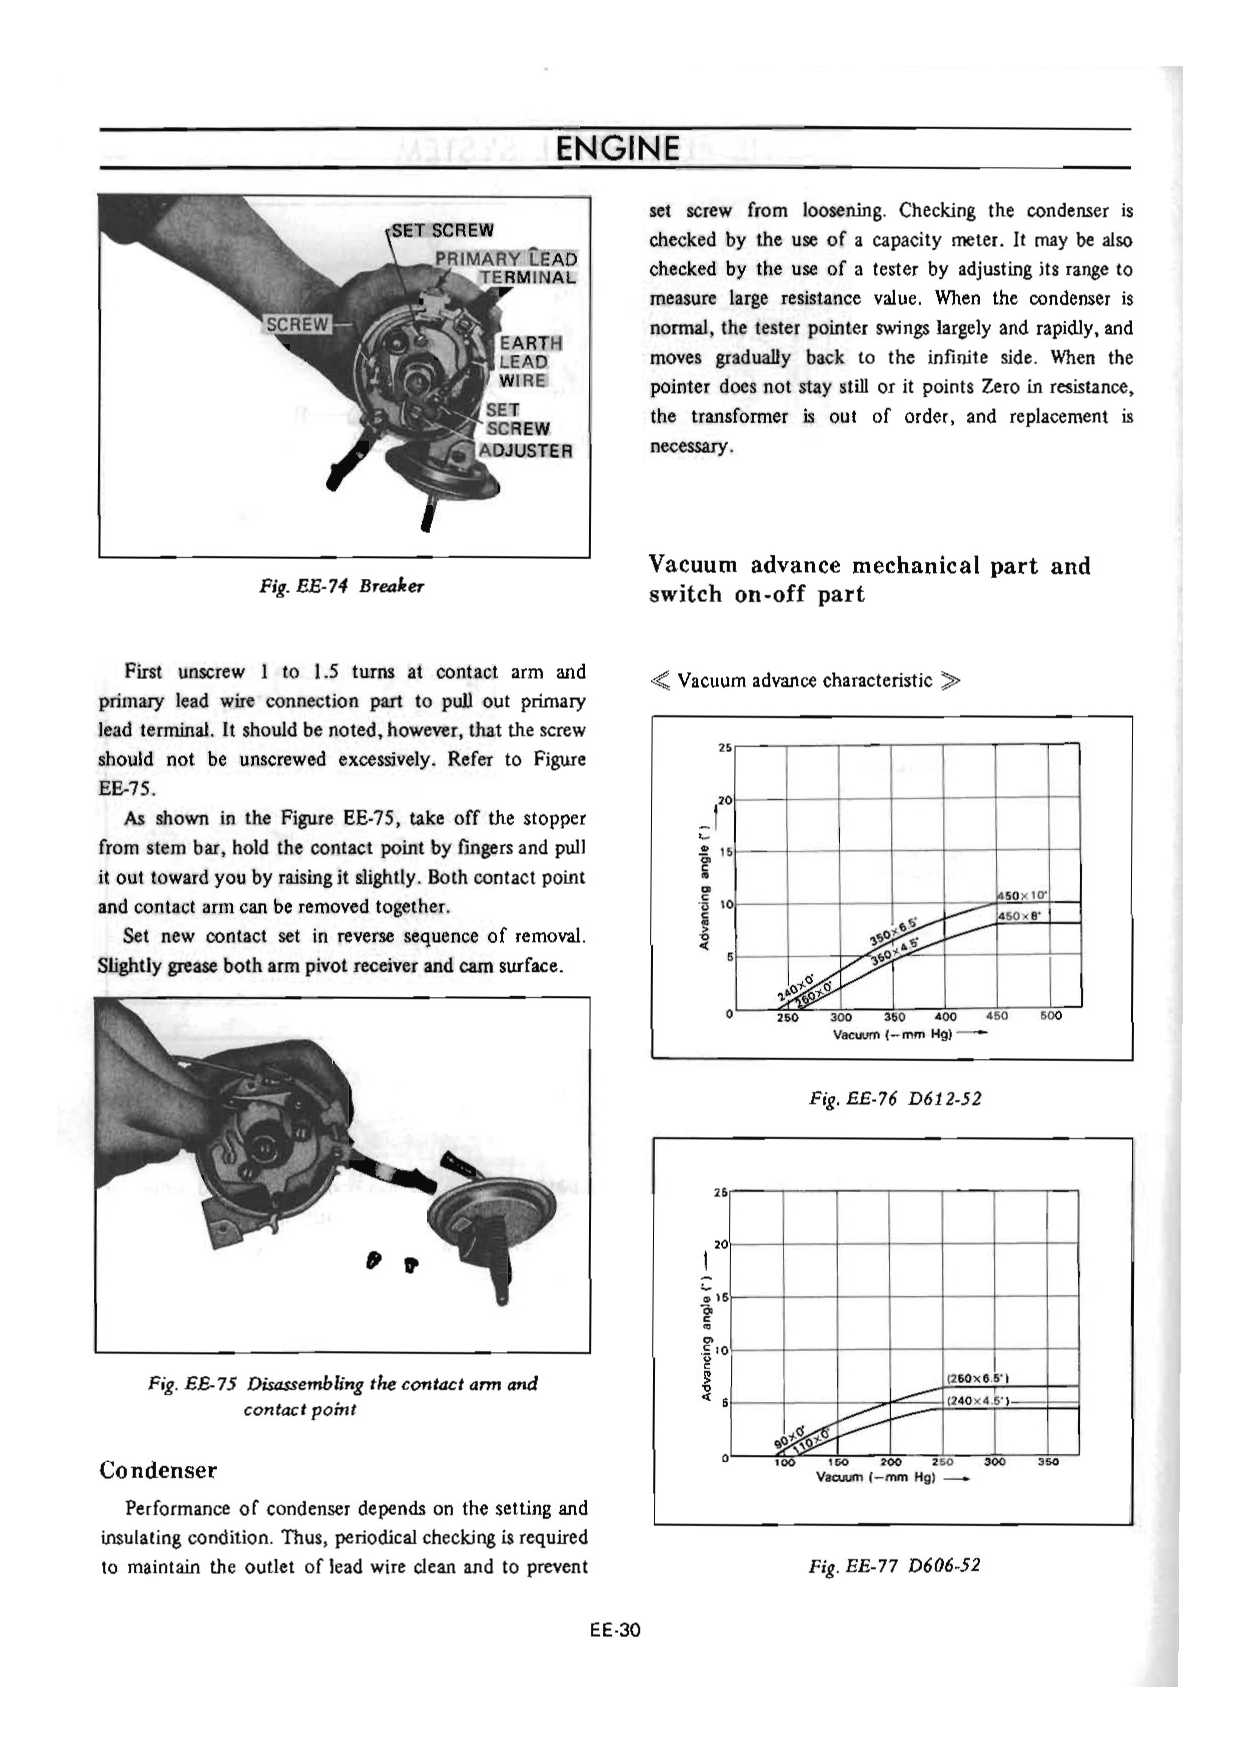 ENGINE
SET SCREW
PRIMARY LEAD
TERMINAL
SCREW
EARTH
LEAD
WIRE
SET
SCREW
ADJUSTER
Fig. EE-74 Breaker
First unscrew 1 to 1.5 turns at contact arm and
primary lead wire connection part to pull out primary
lead terminal. It should be noted, however, that the screw
should not be unscrewed excessively. Refer to Figure
EE-75.
As shown in the Figure EE-75, take off the stopper
from stem bar, hold the contact point by fingers and pull
it out toward you by raising it slightly. Both contact point
and contact arm can be removed together.
Set new contact set in reverse sequence of removal.
Slightly grease both arm pivot receiver and cam surface.
Fig. EE-75 Disassembling the contact arm and
contact point
Condenser
Performance of condenser depends on the setting and
insulating condition. Thus, periodical checking is required
to maintain the outlet of lead wire clean and to prevent
set screw from loosening. Checking the condenser is
checked by the use of a capacity meter. It may be also
checked by the use of a tester by adjusting its range to
measure large resistance value. When the condenser is
normal, the tester pointer swings largely and rapidly, and
moves gradually back to the infinite side. When the
pointer does not stay still or it points Zero in resistance,
the transformer is out of order, and replacement is
necessary.
Vacuum advance mechanical part and
switch on-off part
≪ Vacuum advance characteristic ≫
25
20
15
10
5
0
Advancing angle (°)
450×10°
450×8°
350×6.5°
350×4.5°
240×0°
260×0°
250 300 350 400 450 500
Vacuum (–mm Hg)
Fig. EE-76 D612-52
25
20
15
10
5
0
Advancing angle (°)
(260×6.5°)
(240×4.5°)
90×0°
110×0°
100 150 200 250 300 350
Vacuum (–mm Hg)
Fig. EE-77 D606-52
EE-30